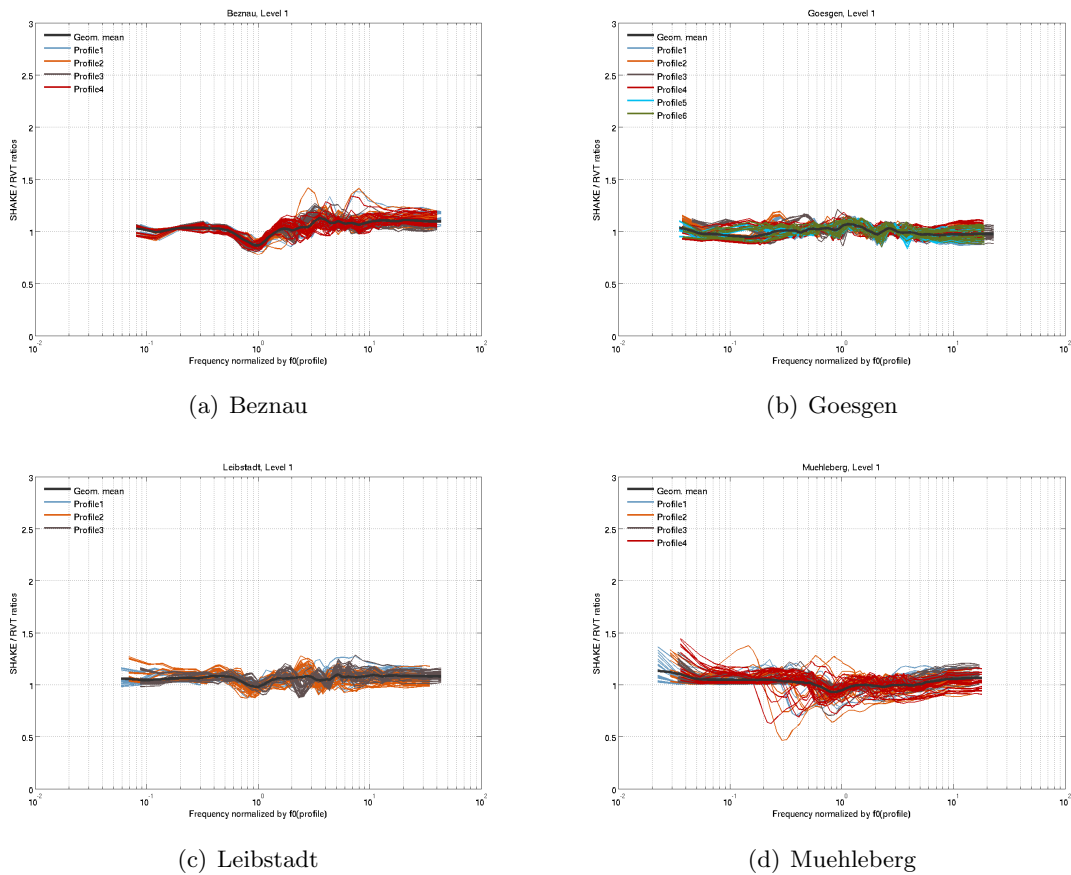 Beznau, Level 1
Geom. mean
Profile1
Profile2
Profile3
Profile4
SHAKE / RVT ratios
3
2.5
2
1.5
1
0.5
0
10^-2
10^-1
10^0
10^1
10^2
Frequency normalized by f0(profile)
(a) Beznau
Goesgen, Level 1
Geom. mean
Profile1
Profile2
Profile3
Profile4
Profile5
Profile6
SHAKE / RVT ratios
3
2.5
2
1.5
1
0.5
0
10^-2
10^-1
10^0
10^1
10^2
Frequency normalized by f0(profile)
(b) Goesgen
Leibstadt, Level 1
Geom. mean
Profile1
Profile2
Profile3
SHAKE / RVT ratios
3
2.5
2
1.5
1
0.5
0
10^-2
10^-1
10^0
10^1
10^2
Frequency normalized by f0(profile)
(c) Leibstadt
Muehleberg, Level 1
Geom. mean
Profile1
Profile2
Profile3
Profile4
SHAKE / RVT ratios
3
2.5
2
1.5
1
0.5
0
10^-2
10^-1
10^0
10^1
10^2
Frequency normalized by f0(profile)
(d) Muehleberg